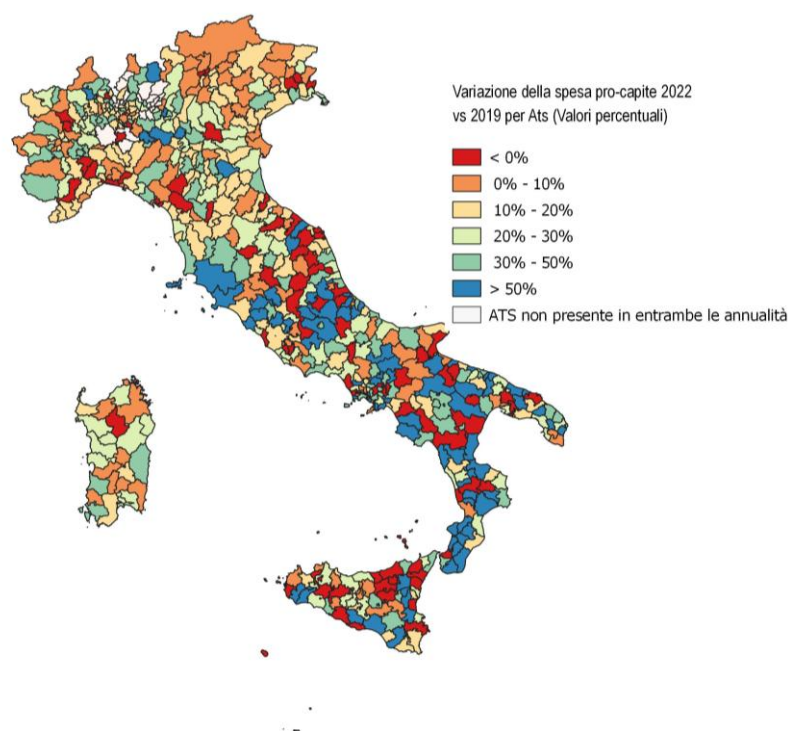 Variazione della spesa pro-capite 2022
vs 2019 per Ats (Valori percentuali)
< 0%
0% - 10%
10% - 20%
20% - 30%
30% - 50%
> 50%
ATS non presente in entrambe le annualità